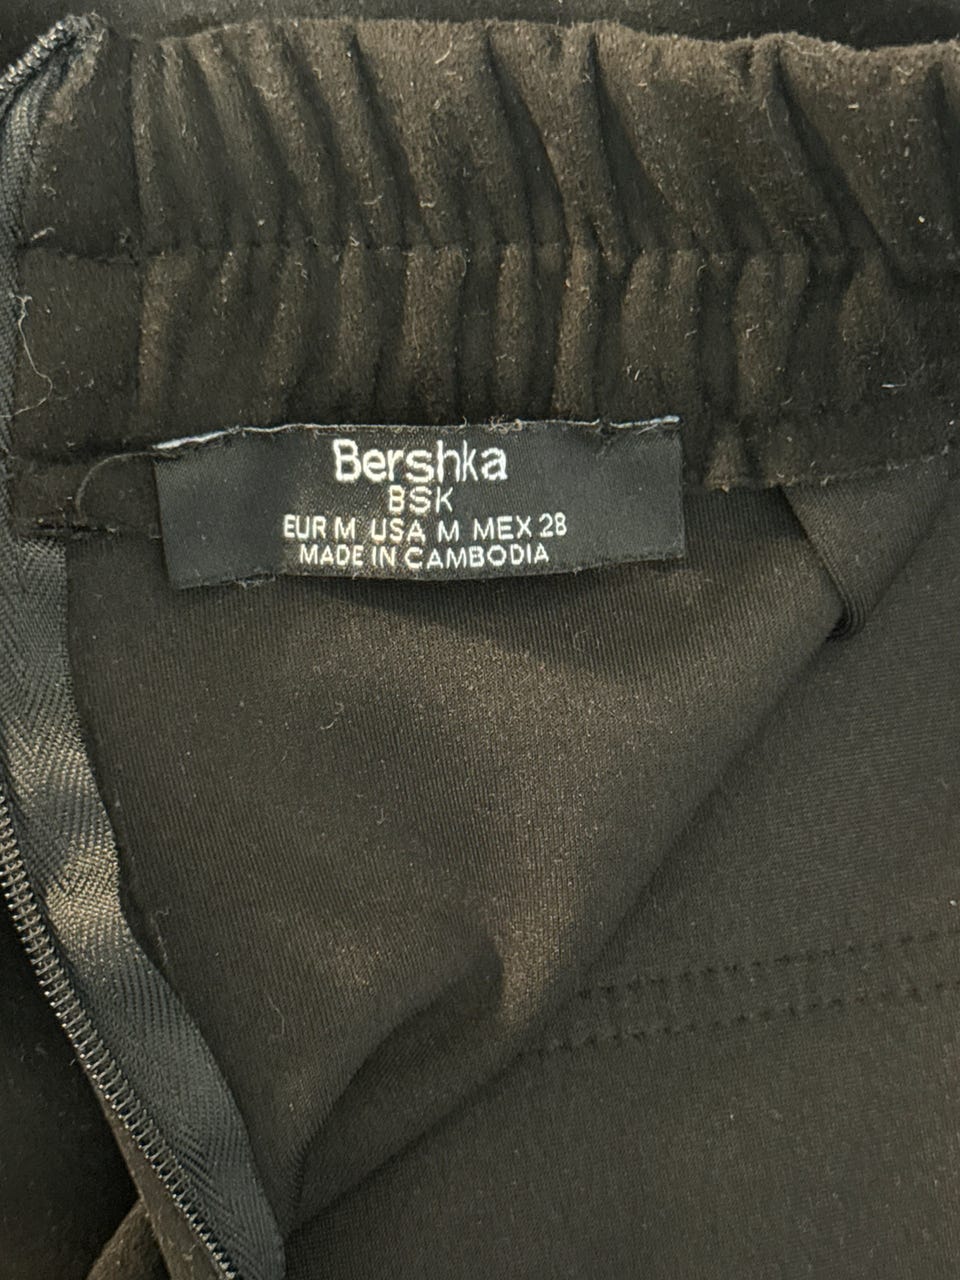 Bershka
BSK
EUR M USA M MEX 28
MADE IN CAMBODIA